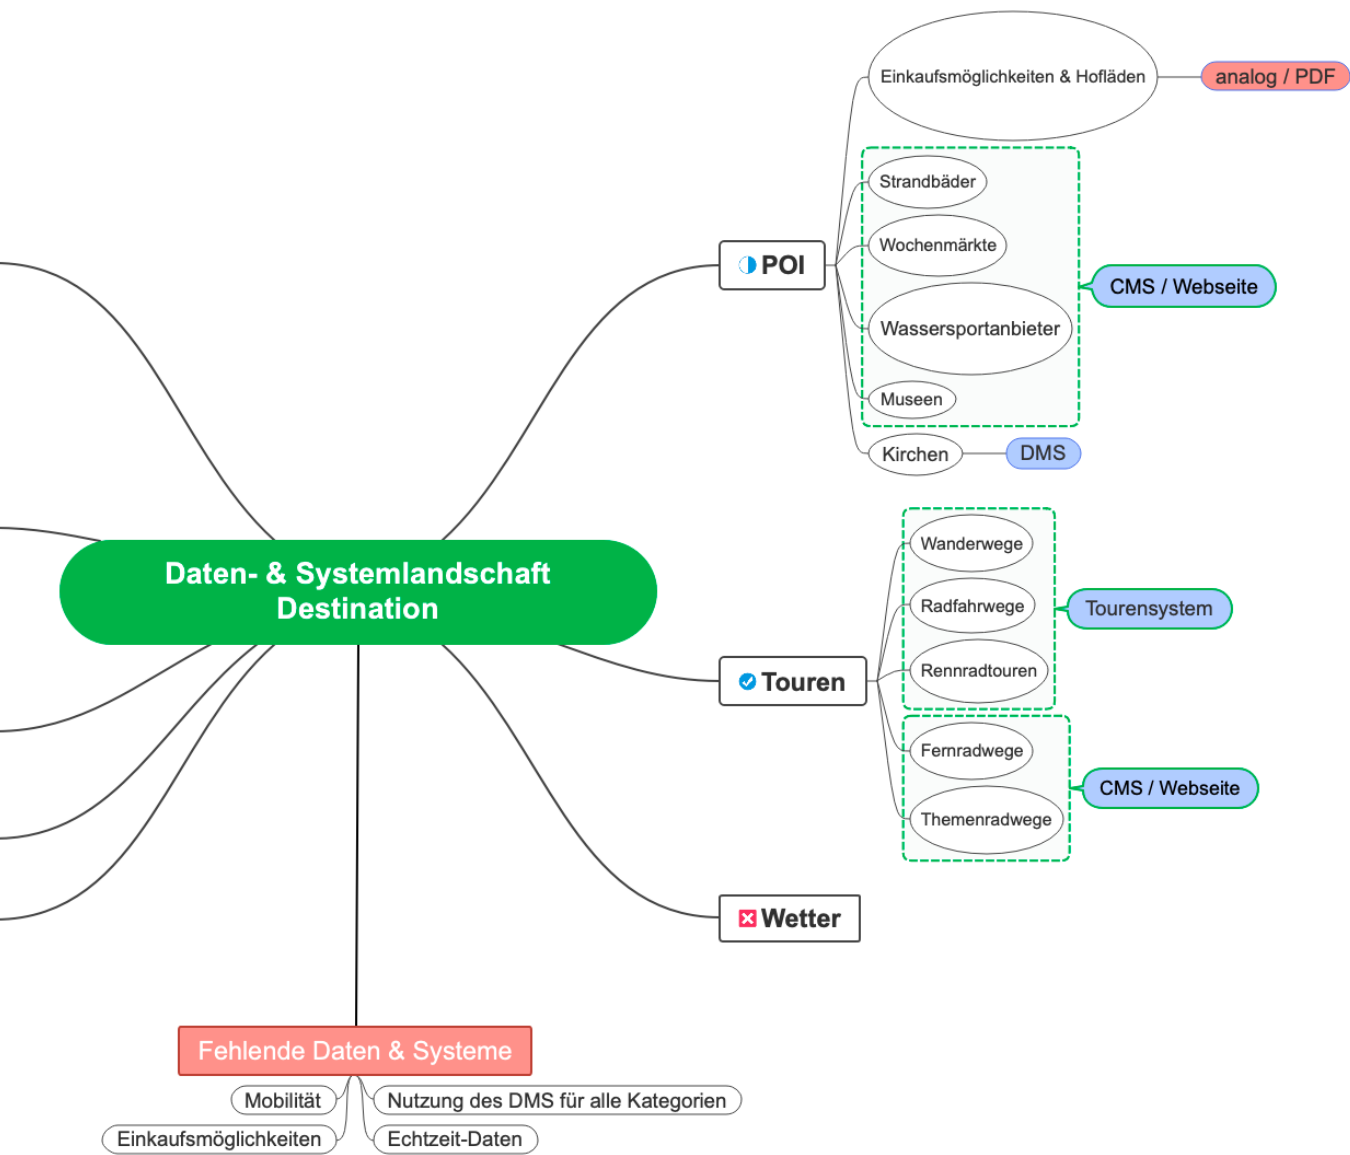 Einkaufsmöglichkeiten & Hofläden
analog / PDF
Strandbäder
Wochenmärkte
POI
CMS / Webseite
Wassersportanbieter
Museen
Kirchen
DMS
Daten- & Systemlandschaft
Destination
Wanderwege
Radfahrwege
Tourensystem
Rennradtouren
Touren
Fernradwege
CMS / Webseite
Themenradwege
Wetter
Fehlende Daten & Systeme
Mobilität
Nutzung des DMS für alle Kategorien
Einkaufsmöglichkeiten
Echtzeit-Daten